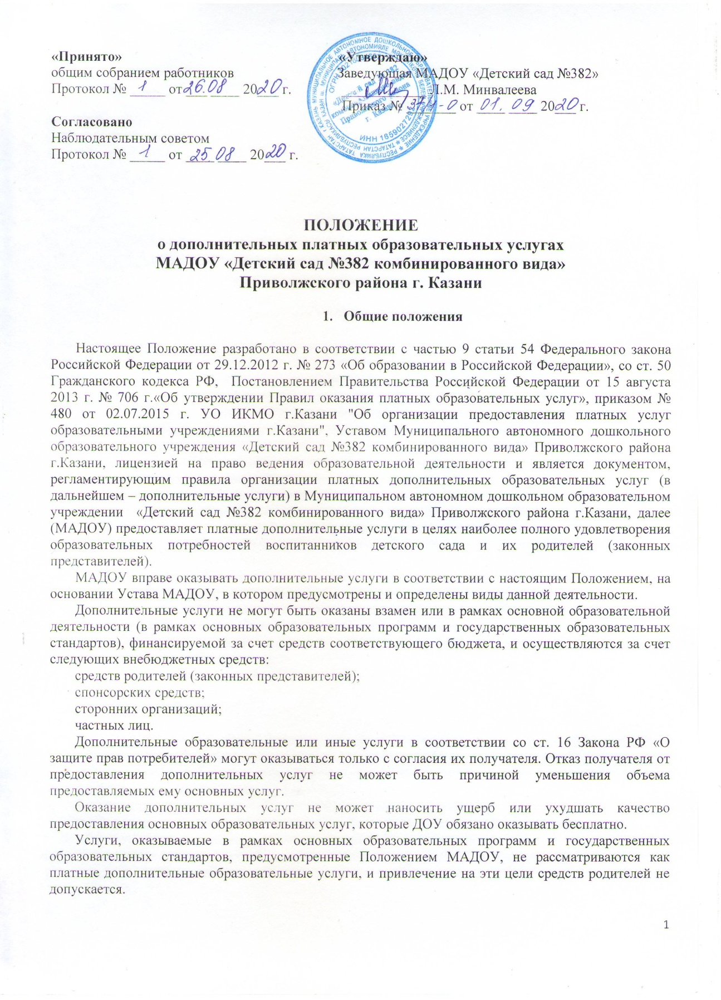 «Принято»
общим собранием работников
Протокол № 1 от 26.08 2020 г.
Согласовано
Наблюдательным советом
Протокол № 1 от 25 08 2020 г.
«Утверждаю»
Заведующая МАДОУ «Детский сад №382»
Л.М. Минвалеева
Приказ № от 01. 09 2020 г.
«Детский сад №382
комбинированного вида»
Приволжского района
г. Казани
ИНН 1659027292
ПОЛОЖЕНИЕ
о дополнительных платных образовательных услугах
МАДОУ «Детский сад №382 комбинированного вида»
Приволжского района г. Казани
1. Общие положения
Настоящее Положение разработано в соответствии с частью 9 статьи 54 Федерального закона
Российской Федерации от 29.12.2012 г. № 273 «Об образовании в Российской Федерации», со ст. 50
Гражданского кодекса РФ, Постановлением Правительства Российской Федерации от 15 августа
2013 г. № 706 г.«Об утверждении Правил оказания платных образовательных услуг», приказом №
480 от 02.07.2015 г. УО ИКМО г.Казани "Об организации предоставления платных услуг
образовательными учреждениями г.Казани", Уставом Муниципального автономного дошкольного
образовательного учреждения «Детский сад №382 комбинированного вида» Приволжского района
г.Казани, лицензией на право ведения образовательной деятельности и является документом,
регламентирующим правила организации платных дополнительных образовательных услуг (в
дальнейшем – дополнительные услуги) в Муниципальном автономном дошкольном образовательном
учреждении «Детский сад №382 комбинированного вида» Приволжского района г.Казани, далее
(МАДОУ) предоставляет платные дополнительные услуги в целях наиболее полного удовлетворения
образовательных потребностей воспитанников детского сада и их родителей (законных
представителей).
МАДОУ вправе оказывать дополнительные услуги в соответствии с настоящим Положением, на
основании Устава МАДОУ, в котором предусмотрены и определены виды данной деятельности.
Дополнительные услуги не могут быть оказаны взамен или в рамках основной образовательной
деятельности (в рамках основных образовательных программ и государственных образовательных
стандартов), финансируемой за счет средств соответствующего бюджета, и осуществляются за счет
следующих внебюджетных средств:
средств родителей (законных представителей);
спонсорских средств;
сторонних организаций;
частных лиц.
Дополнительные образовательные или иные услуги в соответствии со ст. 16 Закона РФ «О
защите прав потребителей» могут оказываться только с согласия их получателя. Отказ получателя от
предоставления дополнительных услуг не может быть причиной уменьшения объема
предоставляемых ему основных услуг.
Оказание дополнительных услуг не может наносить ущерб или ухудшать качество
предоставления основных образовательных услуг, которые ДОУ обязано оказывать бесплатно.
Услуги, оказываемые в рамках основных образовательных программ и государственных
образовательных стандартов, предусмотренные Положением МАДОУ, не рассматриваются как
платные дополнительные образовательные услуги, и привлечение на эти цели средств родителей не
допускается.
1